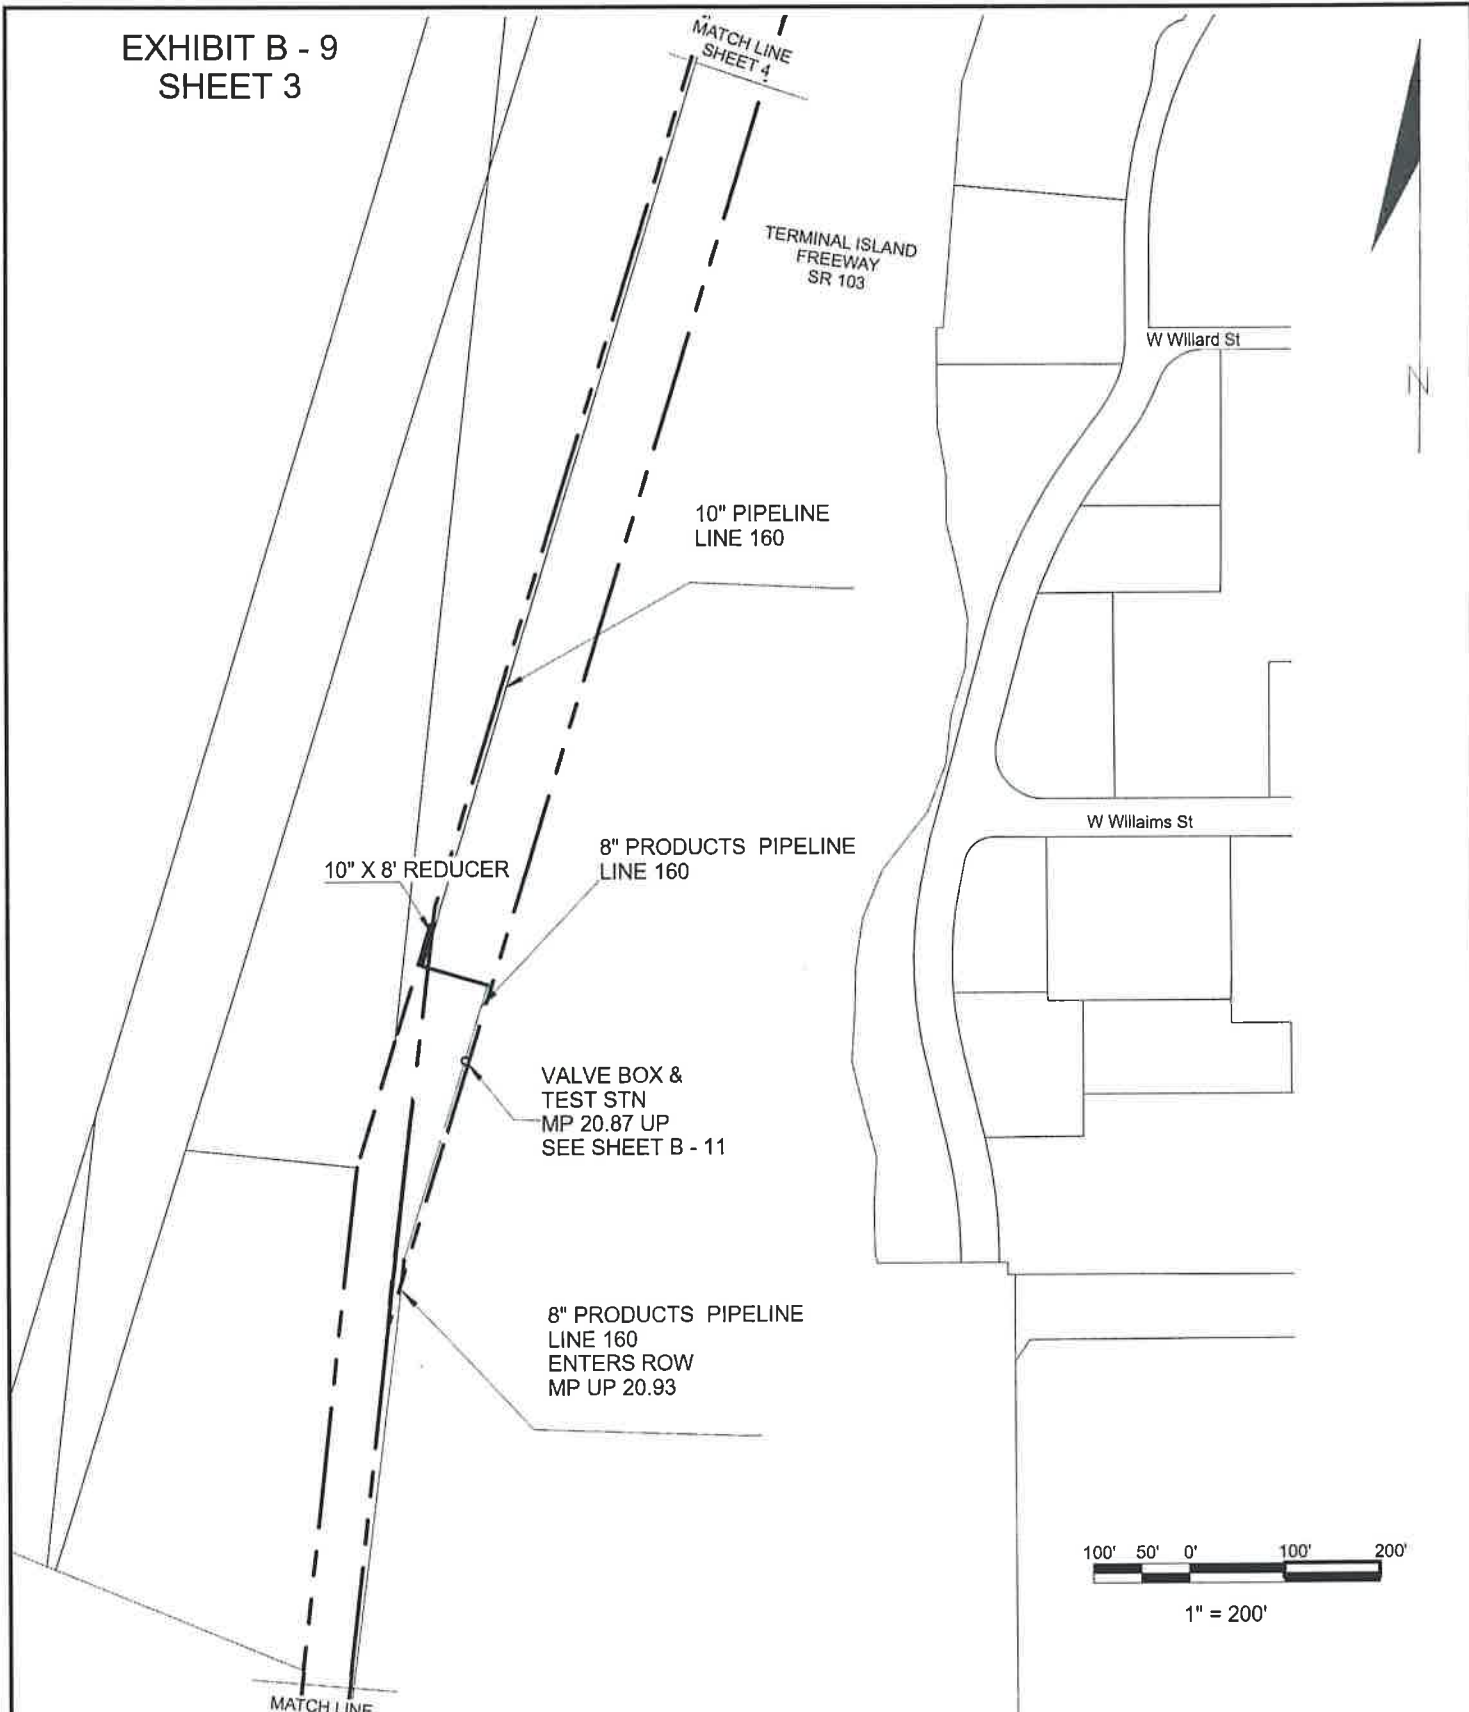 EXHIBIT B - 9
SHEET 3
MATCH LINE
SHEET 4
TERMINAL ISLAND
FREEWAY
SR 103
W Willard St
N
10" PIPELINE
LINE 160
W Willaims St
8" PRODUCTS PIPELINE
LINE 160
10" X 8' REDUCER
VALVE BOX &
TEST STN
MP 20.87 UP
SEE SHEET B - 11
8" PRODUCTS PIPELINE
LINE 160
ENTERS ROW
MP UP 20.93
100' 50' 0' 100' 200'
1" = 200'
MATCH LINE